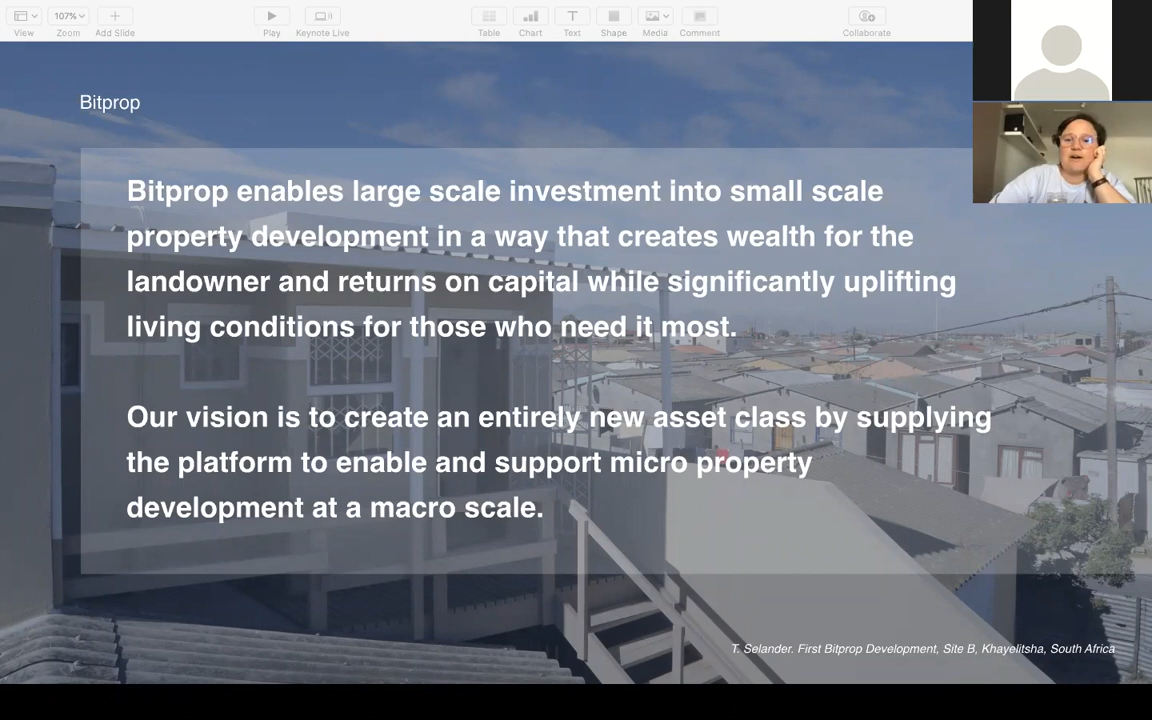 107%
View
Zoom
Add Slide
Play
Keynote Live
Table
Chart
Text
Shape
Media
Comment
Collaborate
Bitprop
Bitprop enables large scale investment into small scale
property development in a way that creates wealth for the
landowner and returns on capital while significantly uplifting
living conditions for those who need it most.
Our vision is to create an entirely new asset class by supplying
the platform to enable and support micro property
development at a macro scale.
T. Selander. First Bitprop Development, Site B, Khayelitsha, South Africa